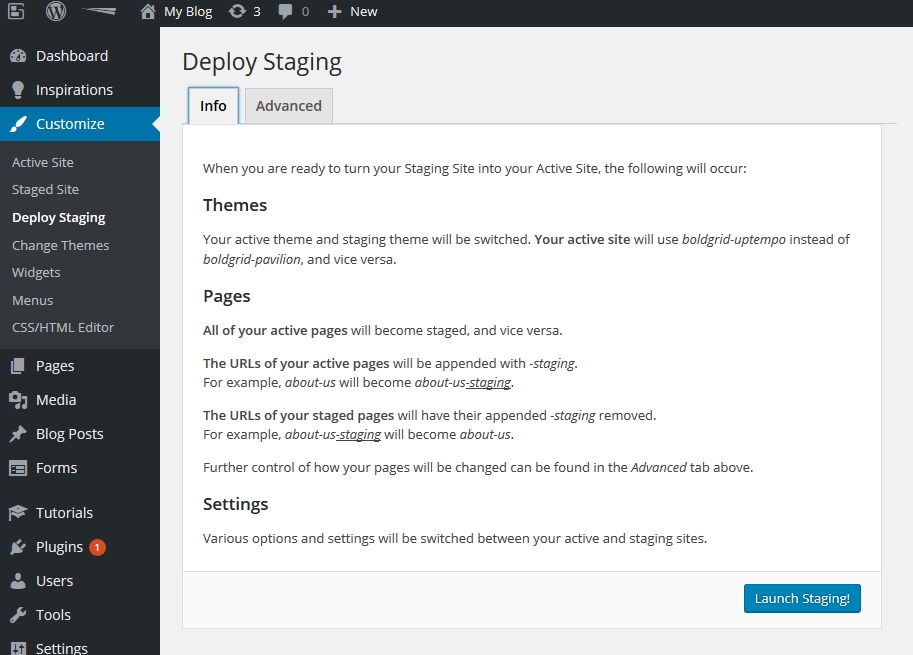 My Blog 3 0 New
Dashboard
Inspirations
Customize
Active Site
Staged Site
Deploy Staging
Change Themes
Widgets
Menus
CSS/HTML Editor
Pages
Media
Blog Posts
Forms
Tutorials
Plugins 1
Users
Tools
Settings
Deploy Staging
Info Advanced
When you are ready to turn your Staging Site into your Active Site, the following will occur:
Themes
Your active theme and staging theme will be switched. Your active site will use boldgrid-uptempo instead of
boldgrid-pavilion, and vice versa.
Pages
All of your active pages will become staged, and vice versa.
The URLs of your active pages will be appended with -staging.
For example, about-us will become about-us-staging.
The URLs of your staged pages will have their appended -staging removed.
For example, about-us-staging will become about-us.
Further control of how your pages will be changed can be found in the Advanced tab above.
Settings
Various options and settings will be switched between your active and staging sites.
Launch Staging!